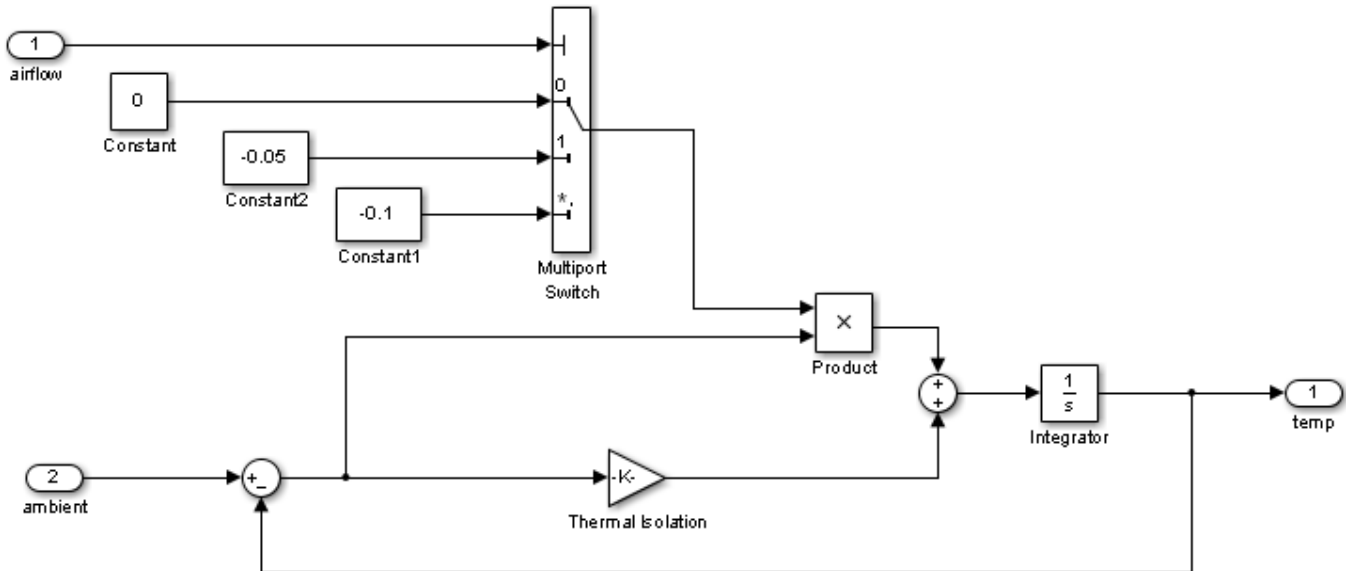 1
airflow
0
Constant
-0.05
Constant2
-0.1
Constant1
0
1
*,
Multiport
Switch
×
Product
+
+
1
s
Integrator
1
temp
2
ambient
+
−
-K-
Thermal Isolation